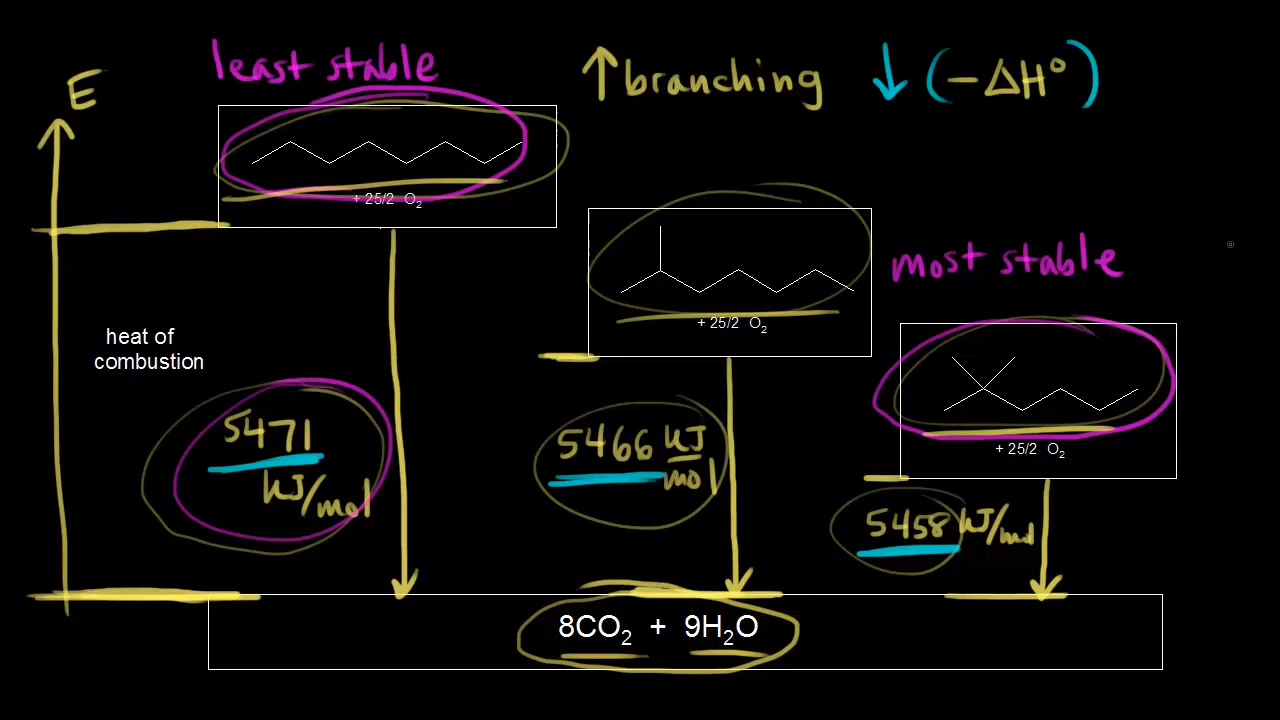 least stable
↑ branching ↓ (-ΔH°)
E
+ 25/2 O₂
+ 25/2 O₂
most stable
heat of
combustion
+ 25/2 O₂
5471
kJ/mol
5466 kJ
mol
5458 kJ/mol
8CO₂ + 9H₂O